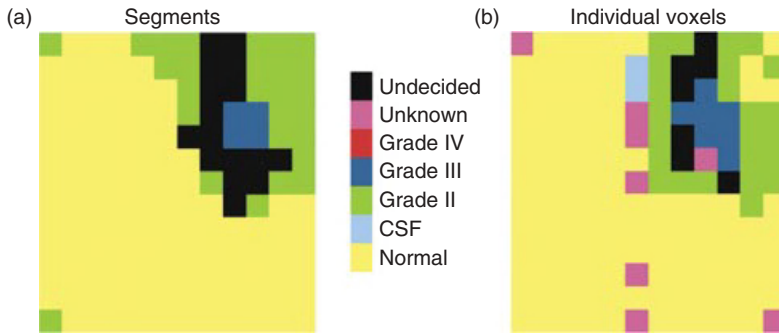 (a) Segments
(b) Individual voxels
Undecided
Unknown
Grade IV
Grade III
Grade II
CSF
Normal